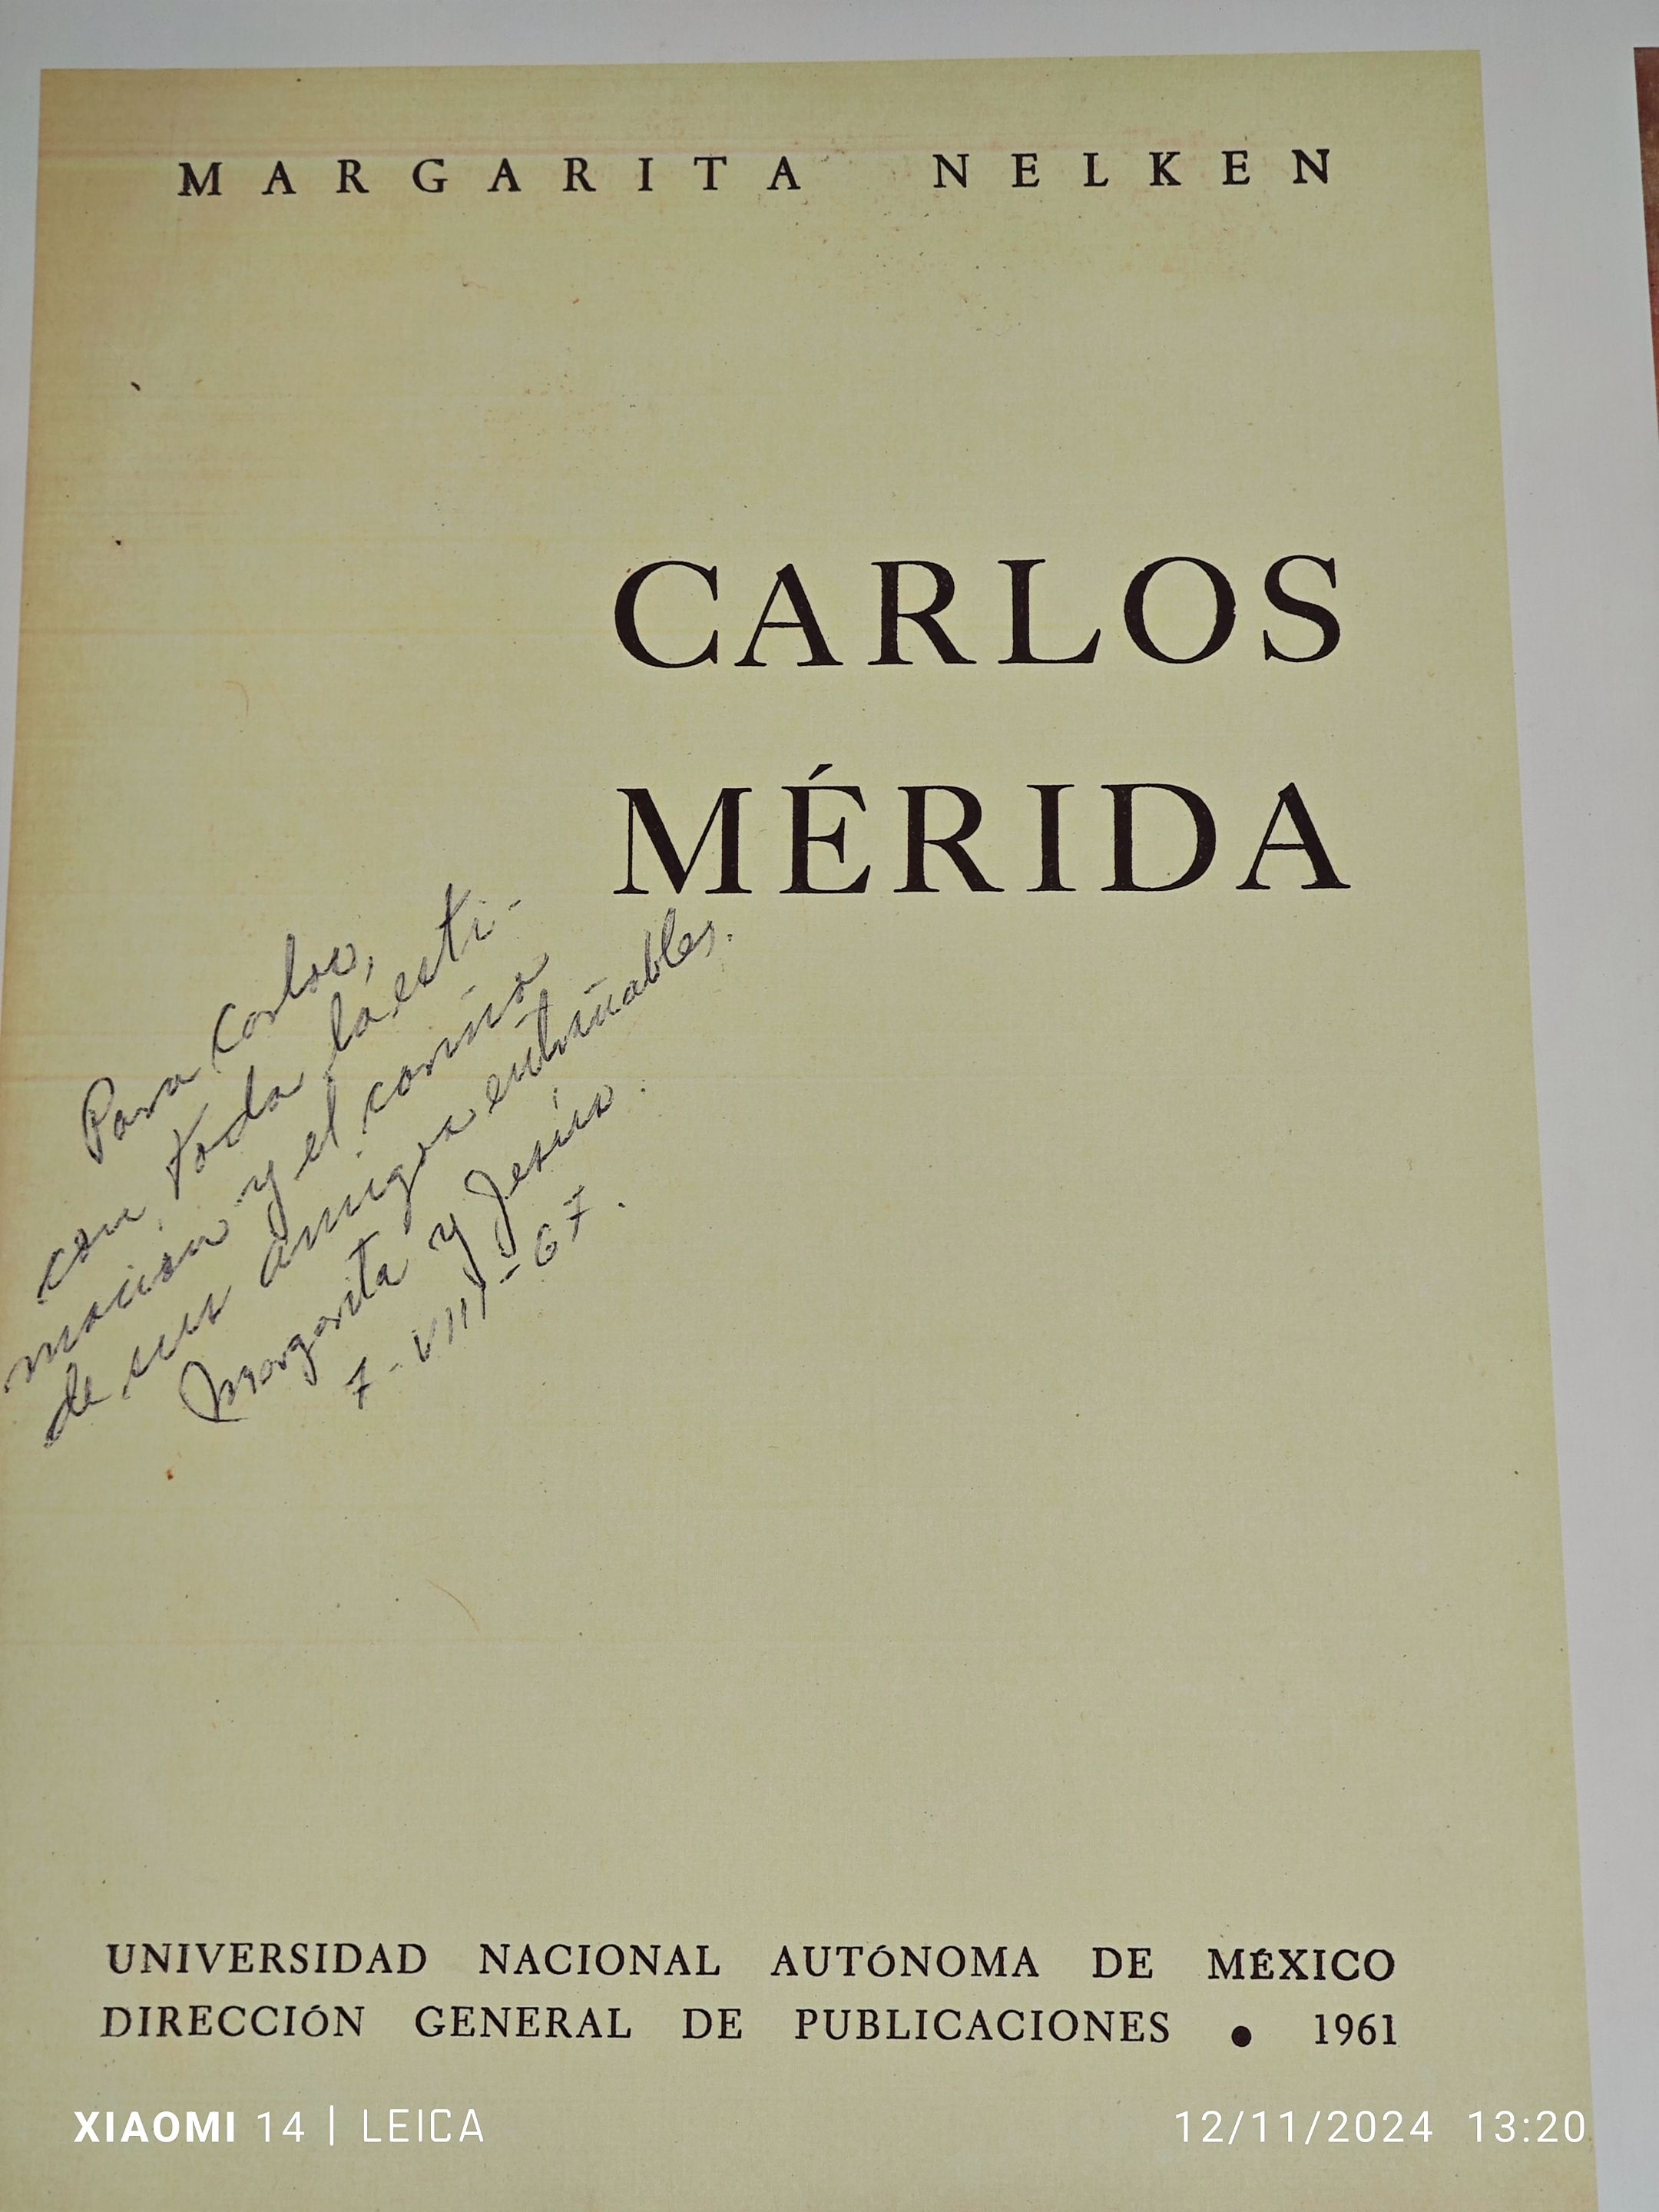 MARGARITA NELKEN
CARLOS
MÉRIDA
Para Carlos,
con toda la esti-
mación y el cariño
de sus amigos entrañables.
Margarita y Jesús.
7-VIII-67.
UNIVERSIDAD NACIONAL AUTÓNOMA DE MÉXICO
DIRECCIÓN GENERAL DE PUBLICACIONES ● 1961
XIAOMI 14 | LEICA
12/11/2024 13:20